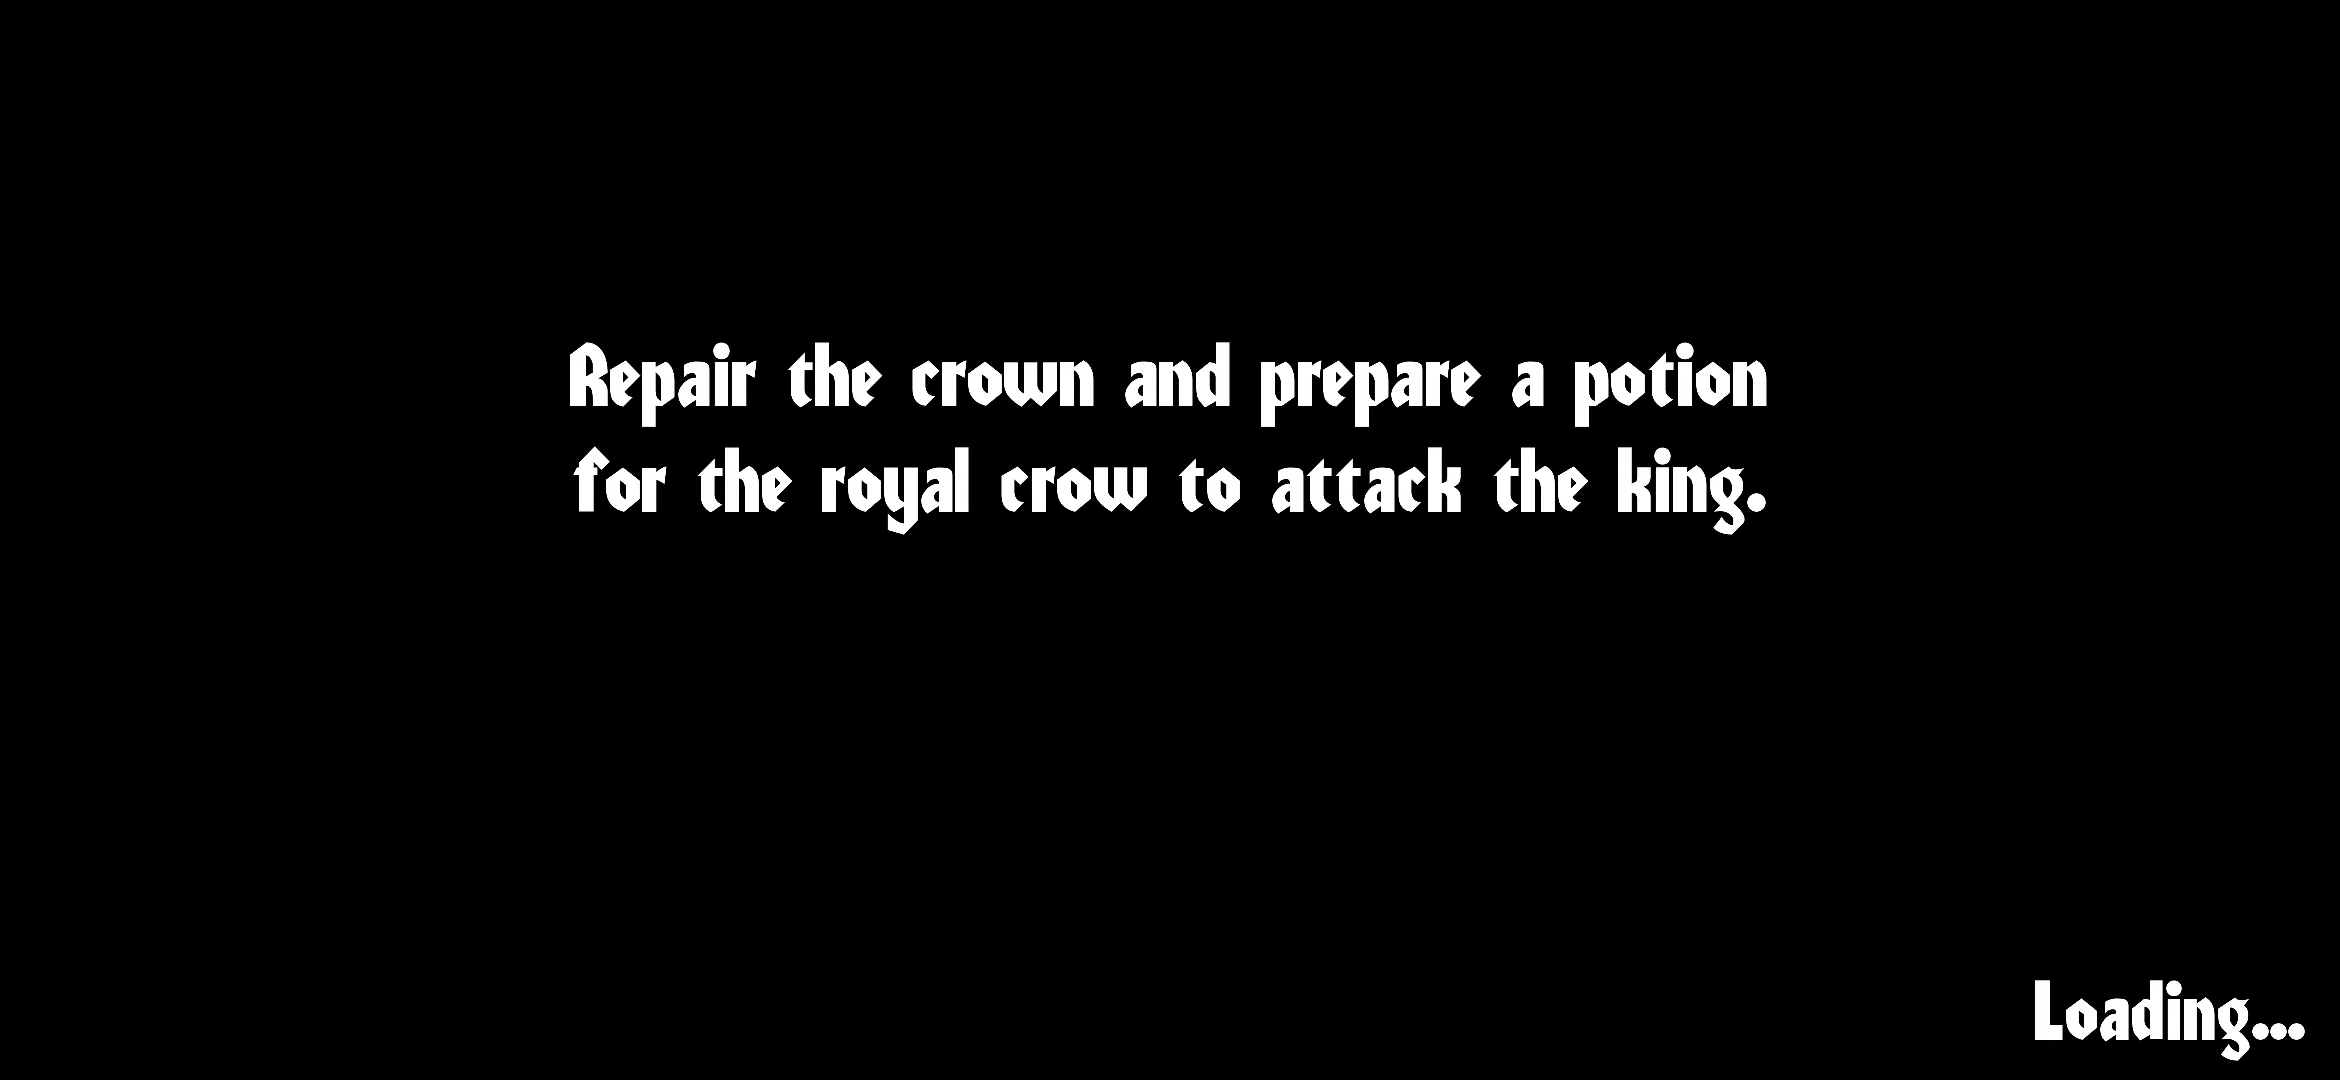 Repair the crown and prepare a potion
for the royal crow to attack the king.
Loading...